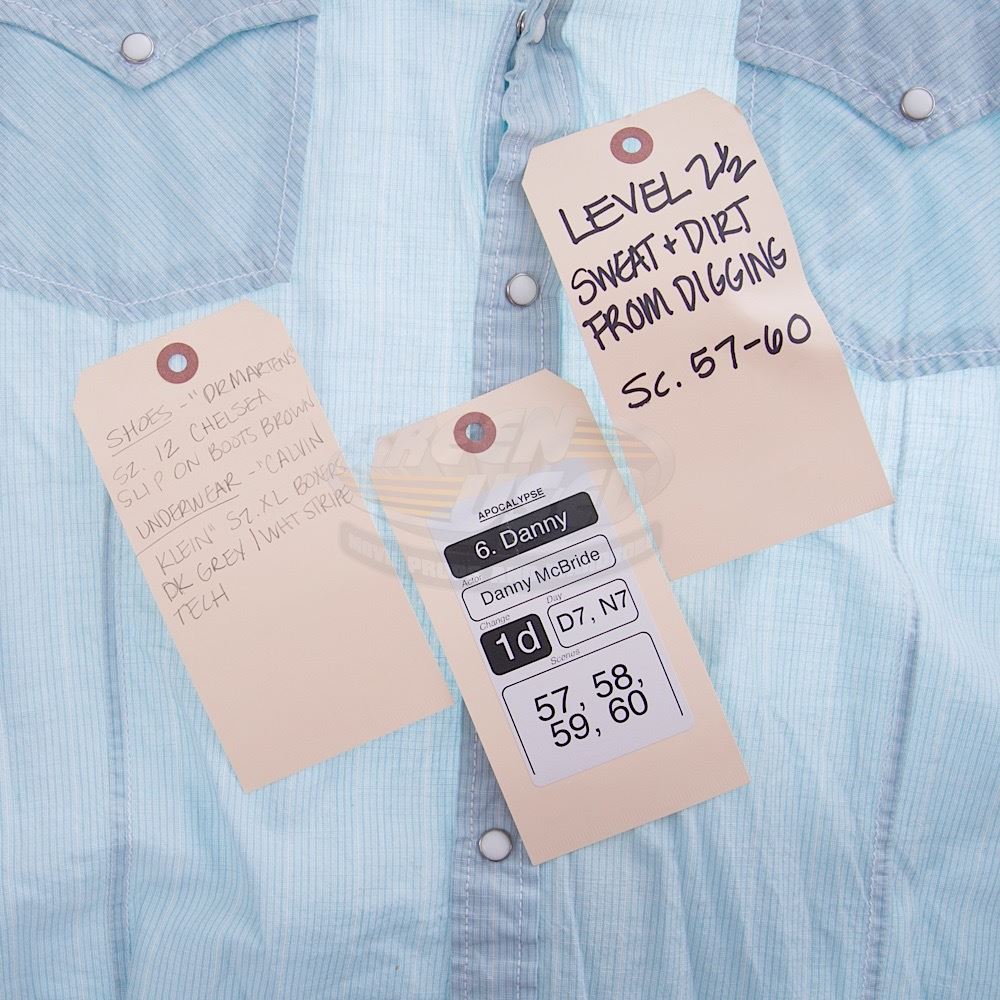 LEVEL 2½
SWEAT + DIRT
FROM DIGGING
Sc. 57-60
SHOES - "DR MARTENS
SZ. 12 CHELSEA
SLIP ON BOOTS BROWN
UNDERWEAR - "CALVIN
KLEIN" SZ. XL BOXERS
DK GREY / WHT STRIPE
TECH
APOCALYPSE
6. Danny
Actor
Danny McBride
Change
Day
1d
D7, N7
Scenes
57, 58,
59, 60